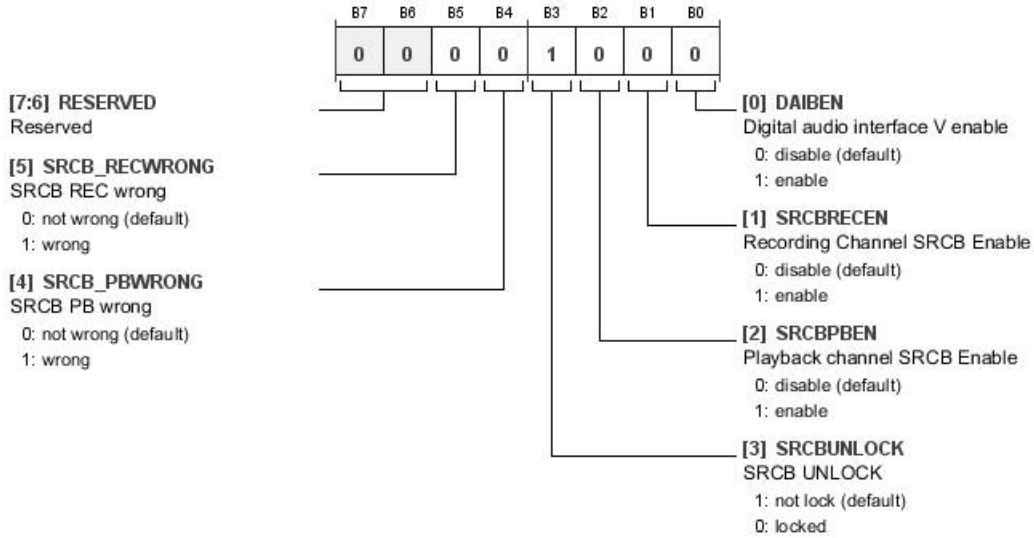 B7 B6 B5 B4 B3 B2 B1 B0
0 0 0 0 1 0 0 0
[7:6] RESERVED
Reserved
[5] SRCB_RECWRONG
SRCB REC wrong
0: not wrong (default)
1: wrong
[4] SRCB_PBWRONG
SRCB PB wrong
0: not wrong (default)
1: wrong
[0] DAIBEN
Digital audio interface V enable
0: disable (default)
1: enable
[1] SRCBRECEN
Recording Channel SRCB Enable
0: disable (default)
1: enable
[2] SRCBPBEN
Playback channel SRCB Enable
0: disable (default)
1: enable
[3] SRCBUNLOCK
SRCB UNLOCK
1: not lock (default)
0: locked